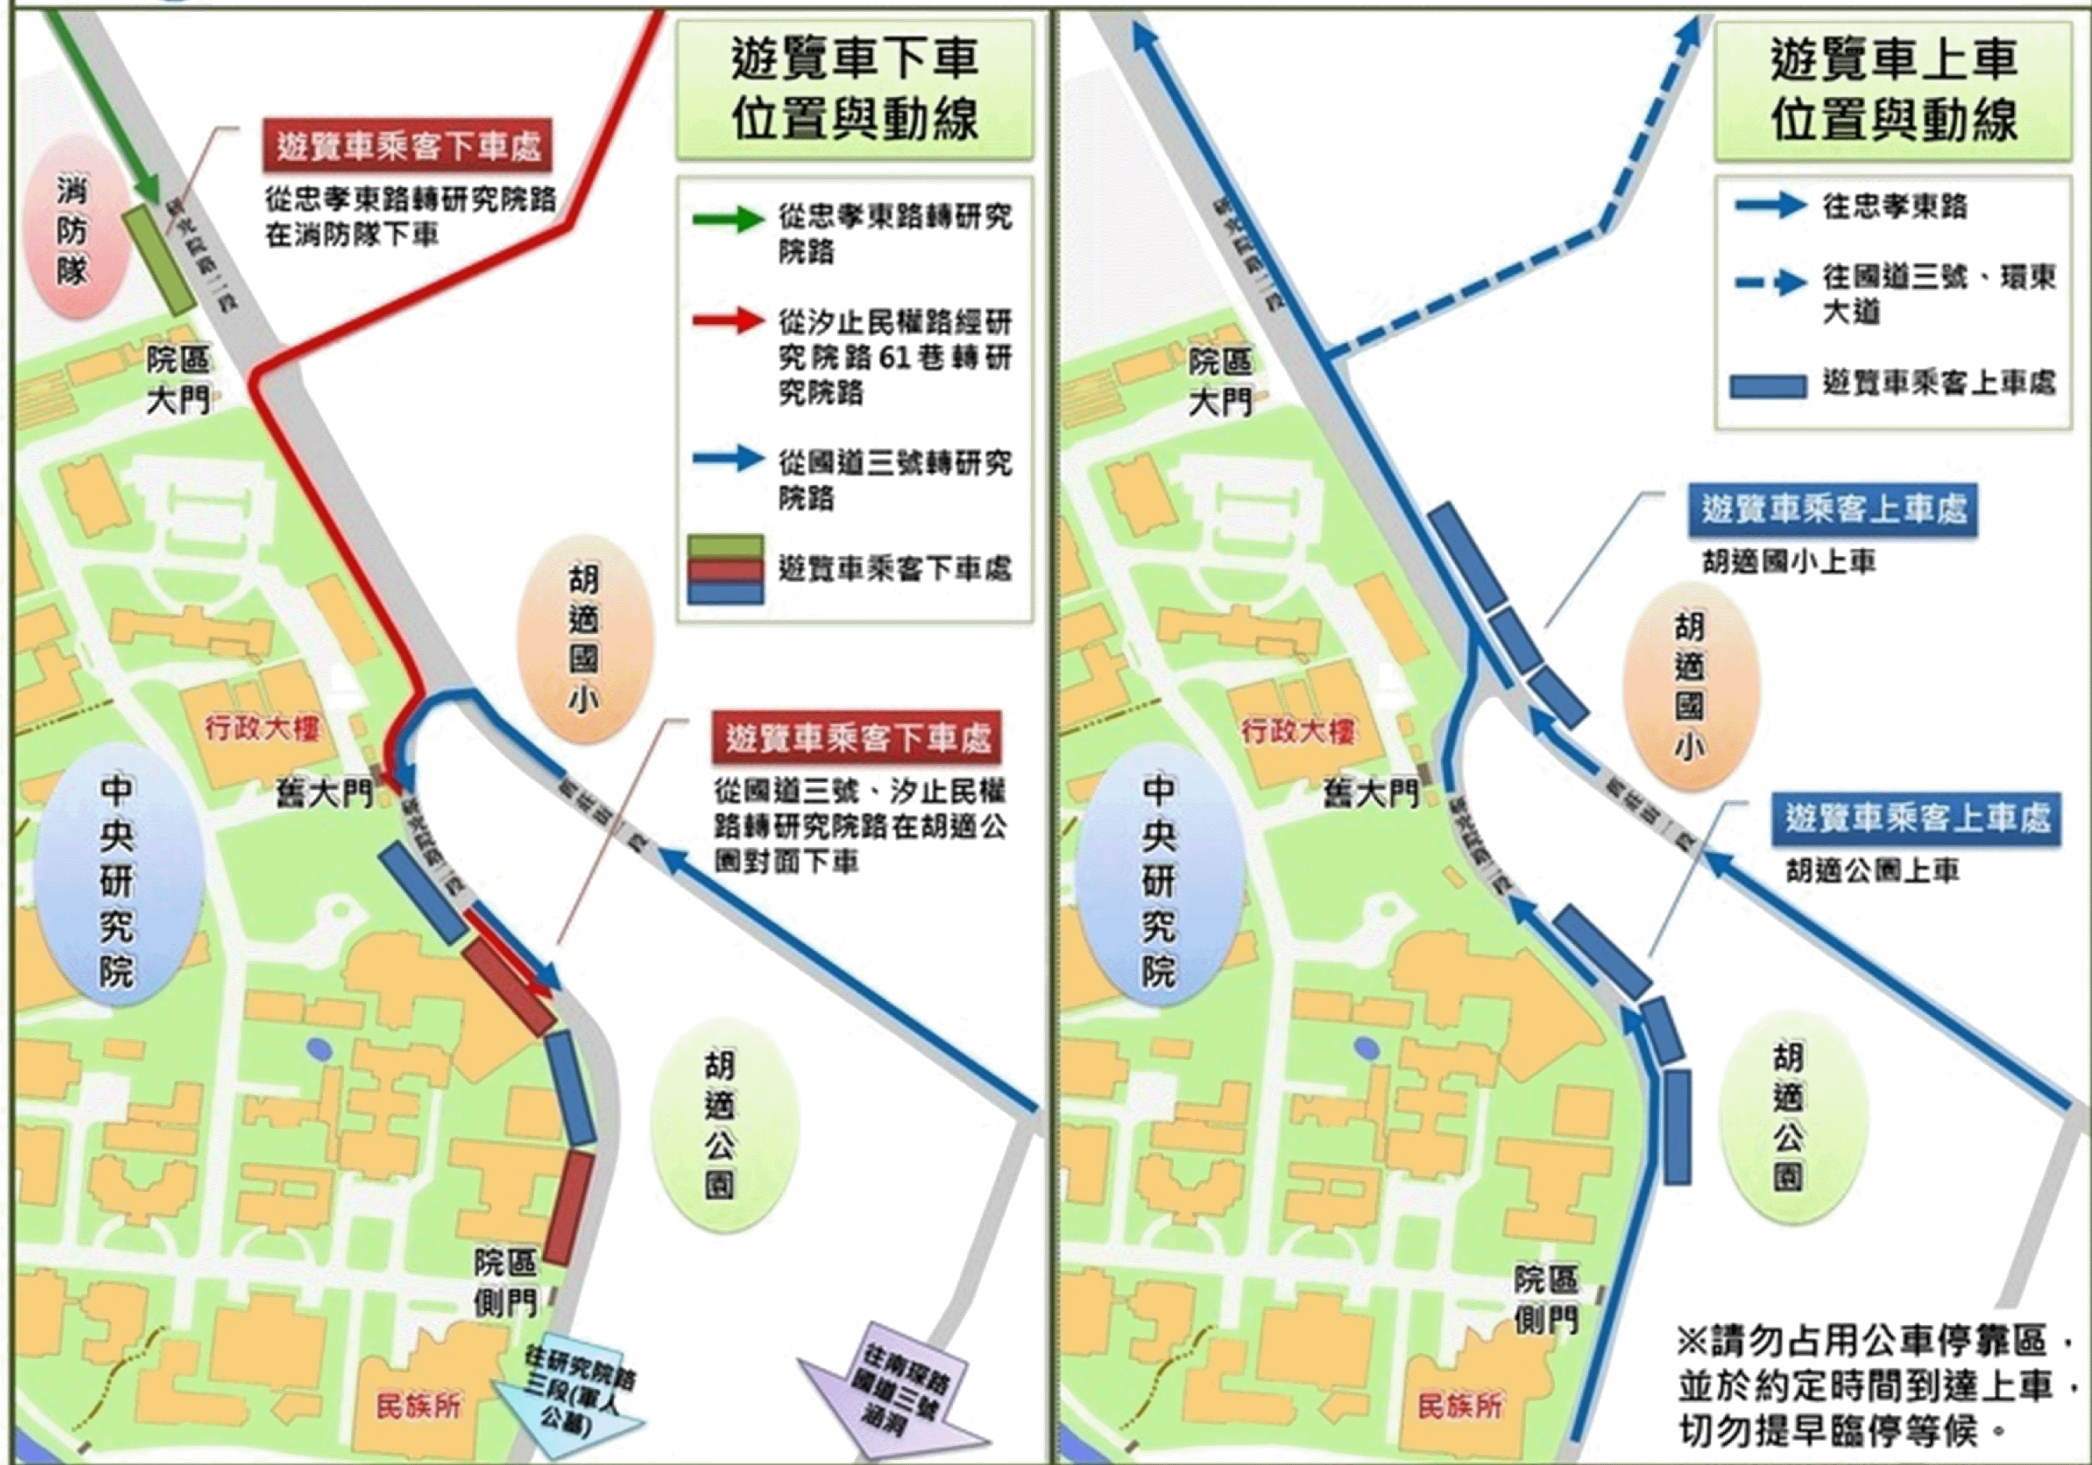 遊覽車下車
位置與動線
從忠孝東路轉研究
院路
從汐止民權路經研
究院路61巷轉研
究院路
從國道三號轉研究
院路
遊覽車乘客下車處
遊覽車乘客下車處
從忠孝東路轉研究院路
在消防隊下車
消防隊
研究院路二段
院區
大門
胡適國小
行政大樓
舊大門
中央研究院
遊覽車乘客下車處
從國道三號、汐止民權
路轉研究院路在胡適公
園對面下車
胡適公園
院區
側門
民族所
往研究院路
三段(軍人
公墓)
往南深路
國道三號
涵洞
遊覽車上車
位置與動線
往忠孝東路
往國道三號、環東
大道
遊覽車乘客上車處
院區
大門
遊覽車乘客上車處
胡適國小上車
胡適國小
行政大樓
舊大門
中央研究院
遊覽車乘客上車處
胡適公園上車
胡適公園
院區
側門
民族所
※請勿占用公車停靠區，
並於約定時間到達上車，
切勿提早臨停等候。